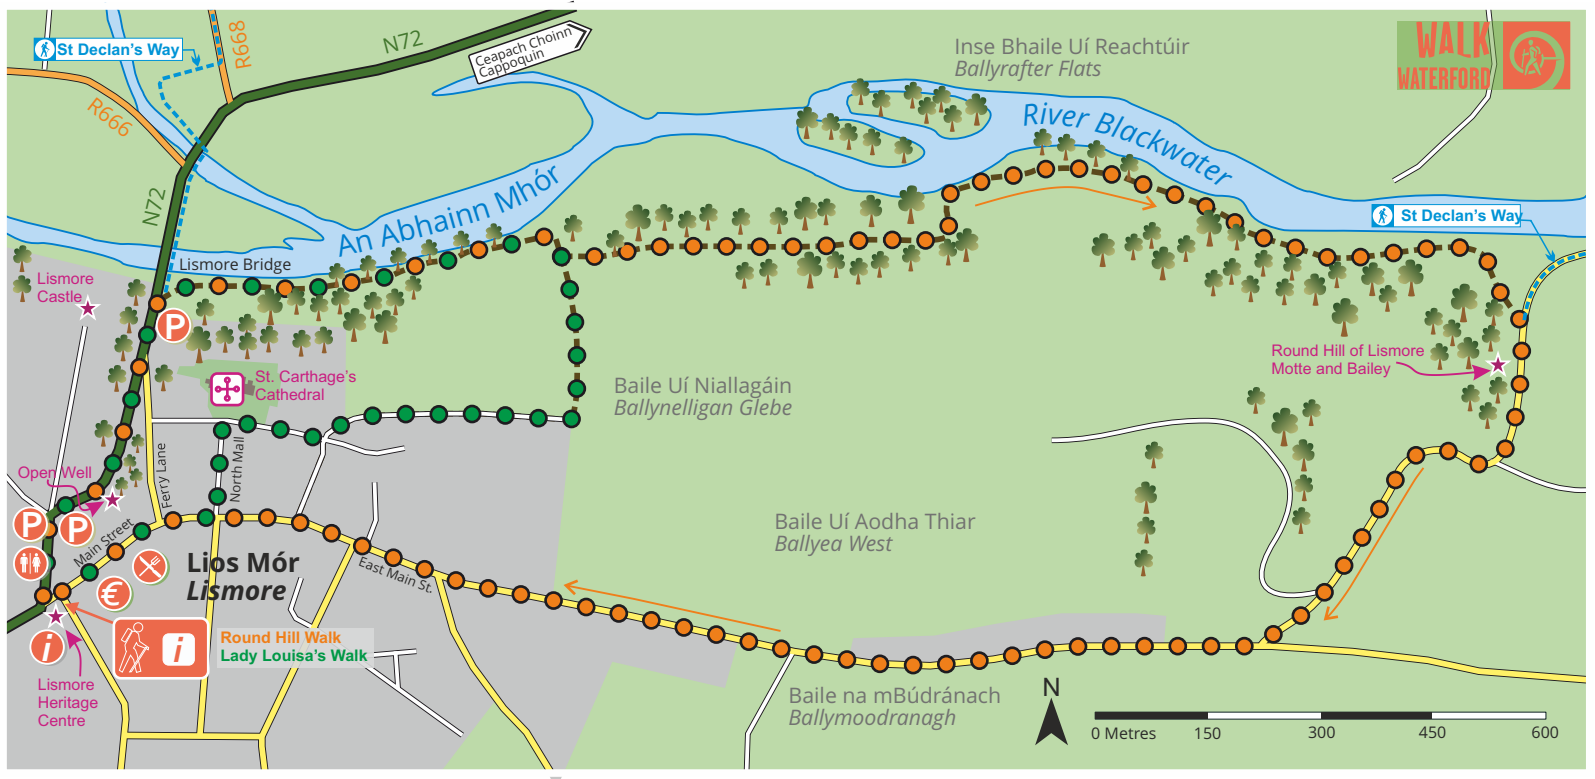 St Declan's Way
R668
N72
Ceapach Choinn
Cappoquin
Inse Bhaile Uí Reachtúir
Ballyrafter Flats
WALK
WATERFORD
R666
River Blackwater
N72
An Abhainn Mhór
St Declan's Way
Lismore Bridge
Lismore
Castle
P
Round Hill of Lismore
Motte and Bailey
St. Carthage's
Cathedral
Baile Uí Niallagáin
Ballynelligan Glebe
Open Well
Ferry Lane
North Mall
P
P
Main Street
Baile Uí Aodha Thiar
Ballyea West
Lios Mór
Lismore
East Main St.
€
i
i
Round Hill Walk
Lady Louisa's Walk
Lismore
Heritage
Centre
Baile na mBúdránach
Ballymoodranagh
N
0 Metres 150 300 450 600